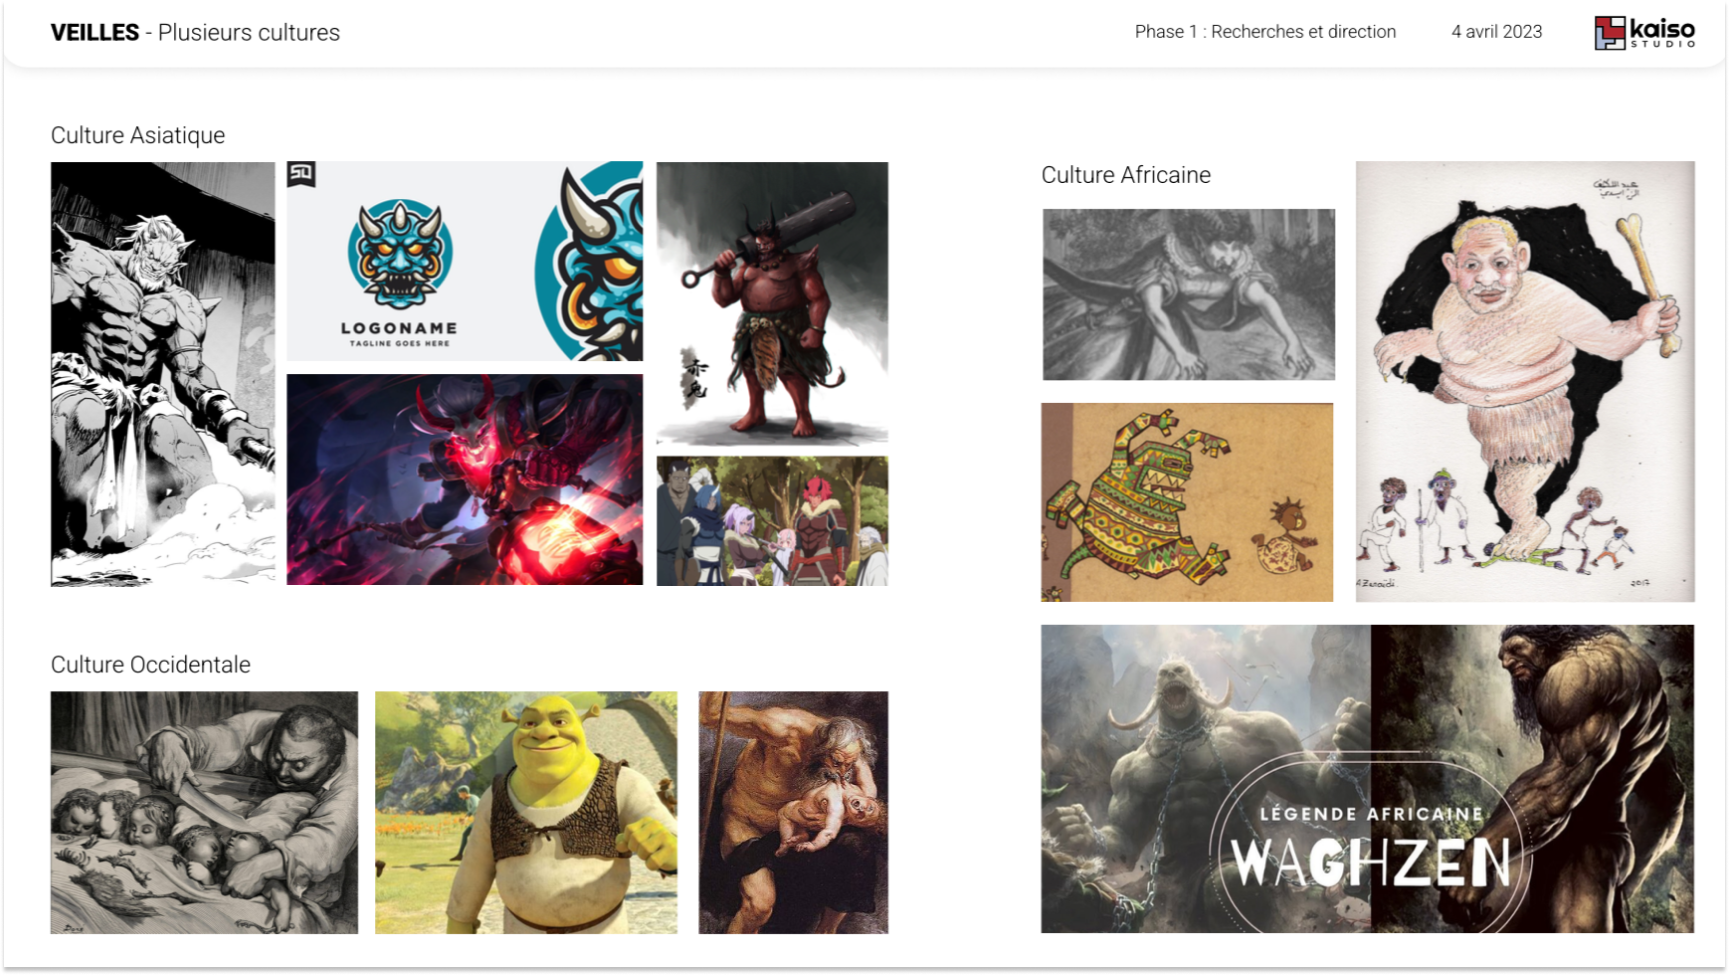 VEILLES - Plusieurs cultures
Phase 1 : Recherches et direction
4 avril 2023
kaiso
STUDIO
Culture Asiatique
SD
LOGONAME
TAGLINE GOES HERE
赤鬼
Culture Africaine
A.Zenaidi
2017
LÉGENDE AFRICAINE
WAGHZEN
Culture Occidentale